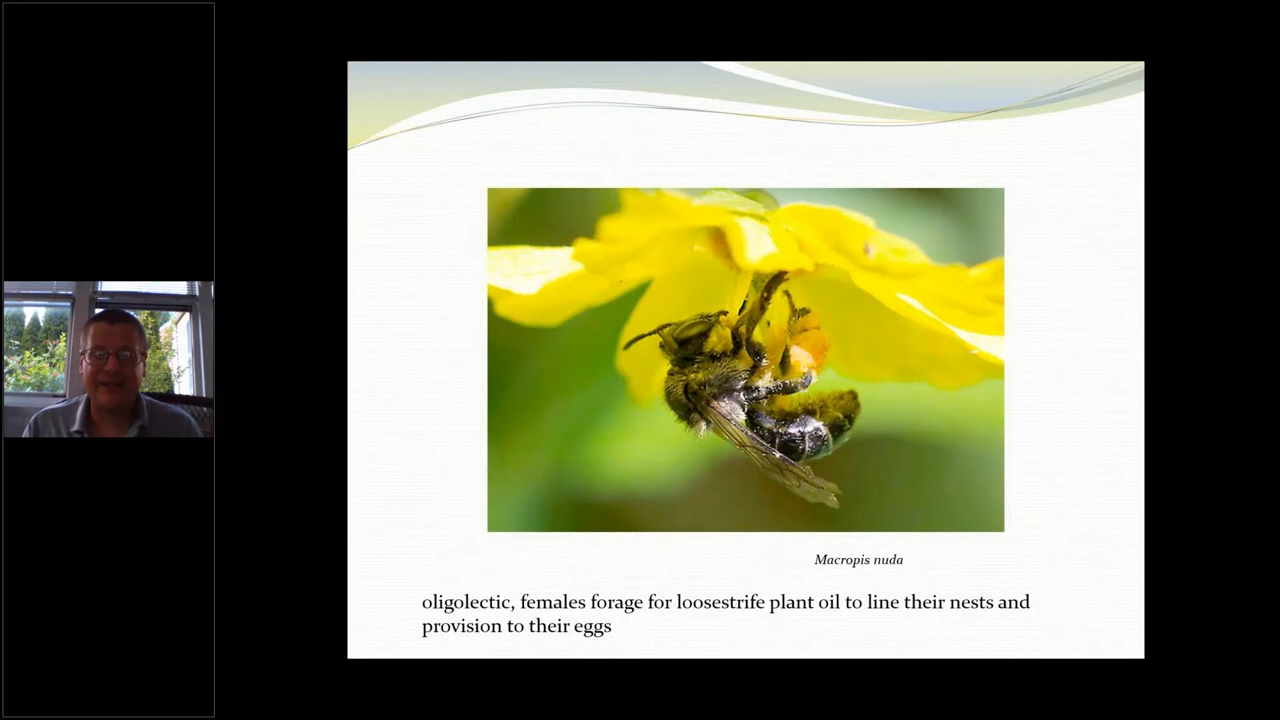 Macropis nuda
oligolectic, females forage for loosestrife plant oil to line their nests and
provision to their eggs